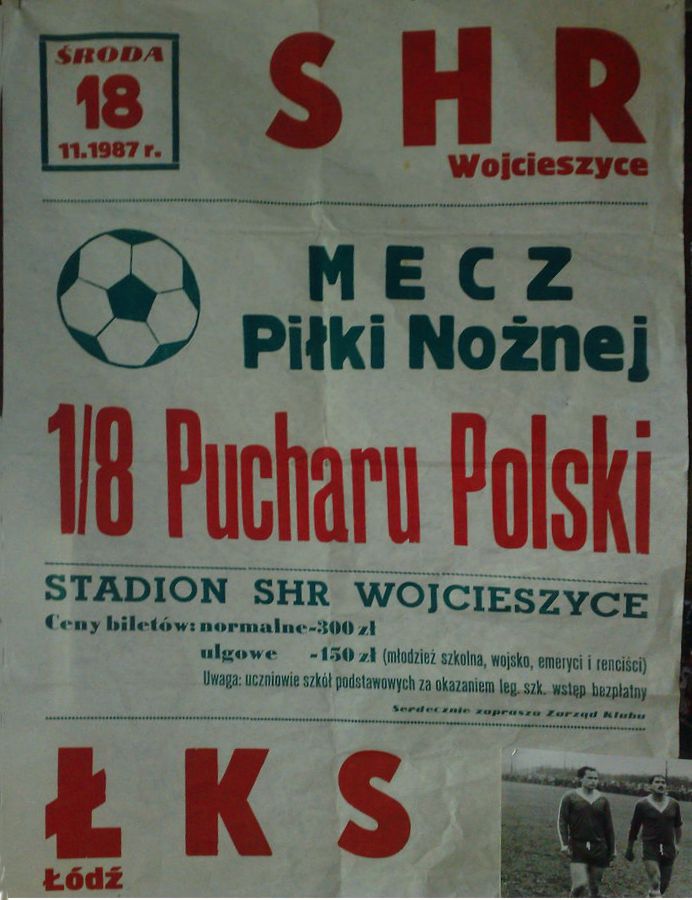 ŚRODA
18
11.1987 r.
SHR
Wojcieszyce
MECZ
Piłki Nożnej
1/8 Pucharu Polski
STADION SHR WOJCIESZYCE
Ceny biletów: normalne-300 zł
ulgowe -150 zł (młodzież szkolna, wojsko, emeryci i renciści)
Uwaga: uczniowie szkół podstawowych za okazaniem leg. szk. wstęp bezpłatny
Serdecznie zaprasza Zarząd Klubu
ŁKS
Łódź